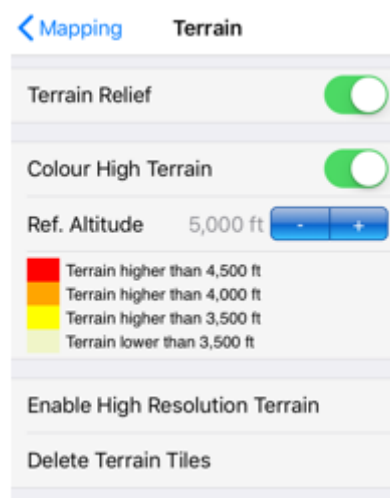 Mapping Terrain
Terrain Relief
Colour High Terrain
Ref. Altitude 5,000 ft - +
Terrain higher than 4,500 ft
Terrain higher than 4,000 ft
Terrain higher than 3,500 ft
Terrain lower than 3,500 ft
Enable High Resolution Terrain
Delete Terrain Tiles